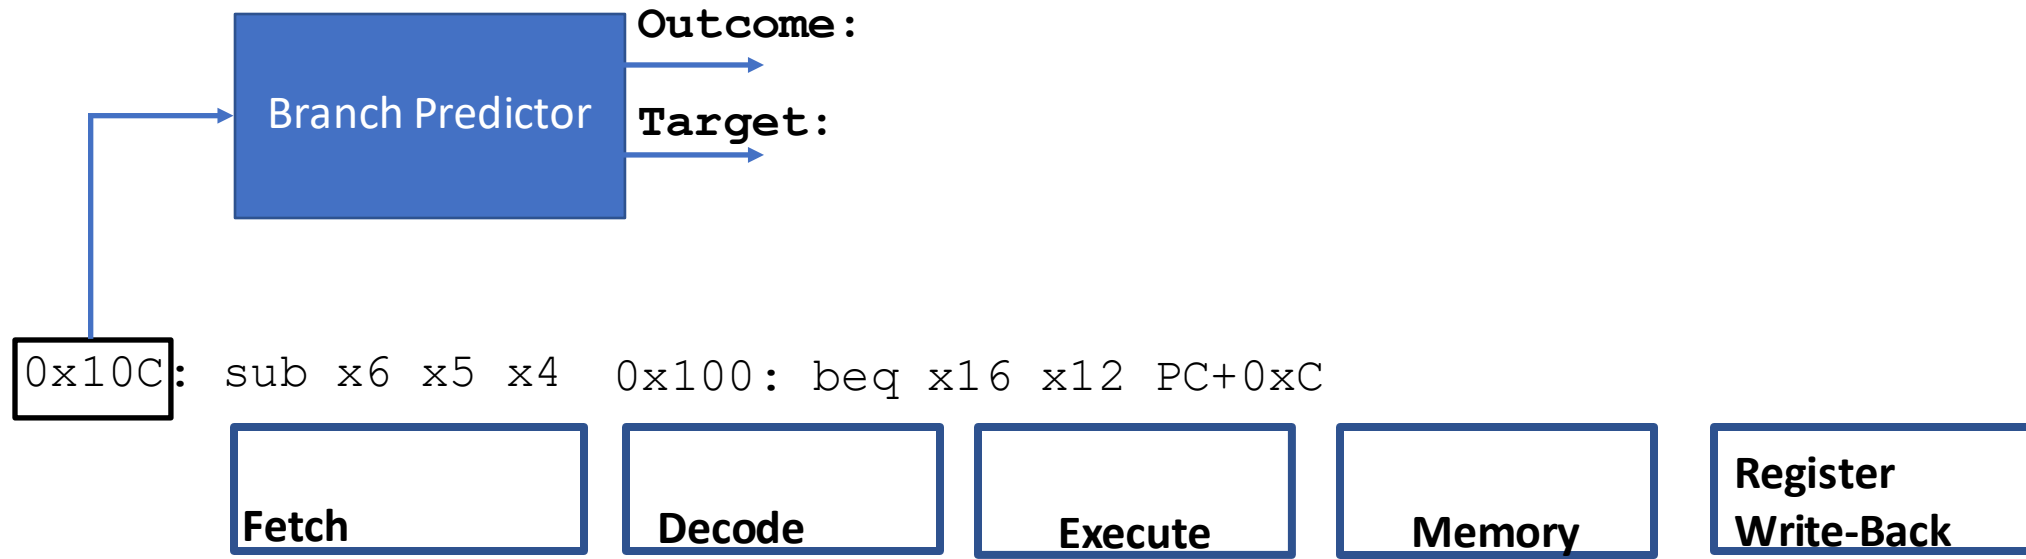 Outcome:
Branch Predictor
Target:
0x10C: sub x6 x5 x4
0x100: beq x16 x12 PC+0xC
Fetch
Decode
Execute
Memory
Register
Write-Back